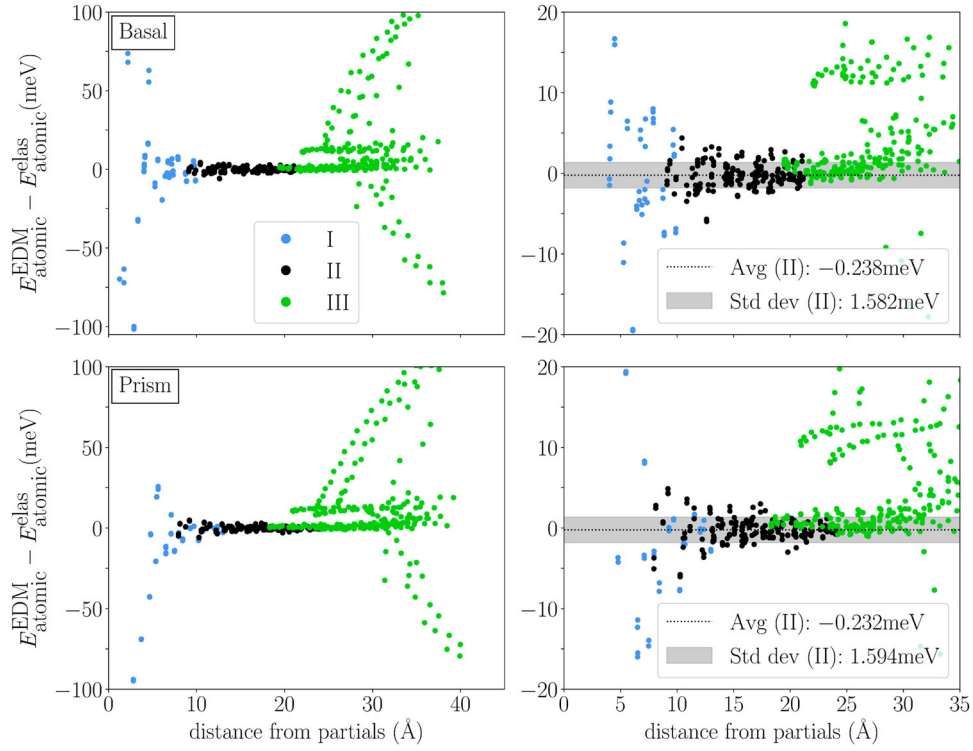 Basal
100
50
0
−50
−100
E^EDM_atomic − E^elas_atomic (meV)
I
II
III
20
10
0
−10
−20
Avg (II): −0.238meV
Std dev (II): 1.582meV
Prism
100
50
0
−50
−100
E^EDM_atomic − E^elas_atomic (meV)
0 10 20 30 40
distance from partials (Å)
20
10
0
−10
−20
Avg (II): −0.232meV
Std dev (II): 1.594meV
0 5 10 15 20 25 30 35
distance from partials (Å)